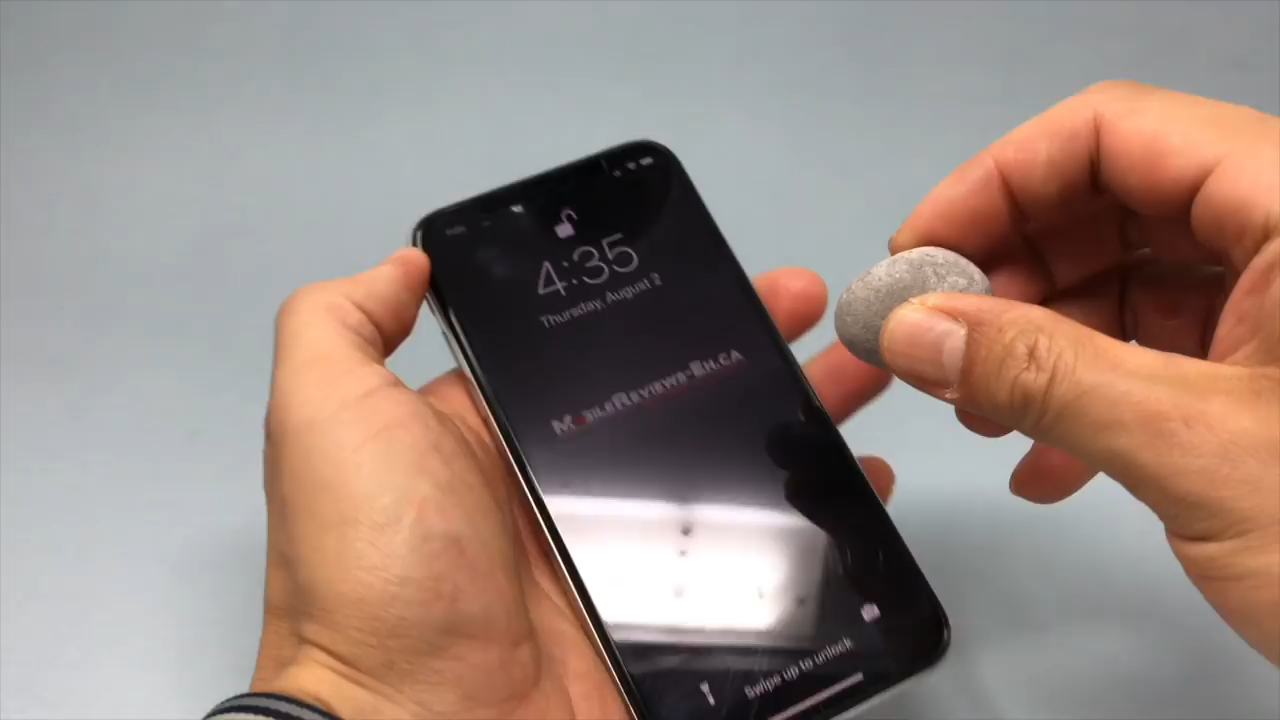 4:35
Thursday, August 2
MobileReviews-Eh.ca
Swipe up to unlock